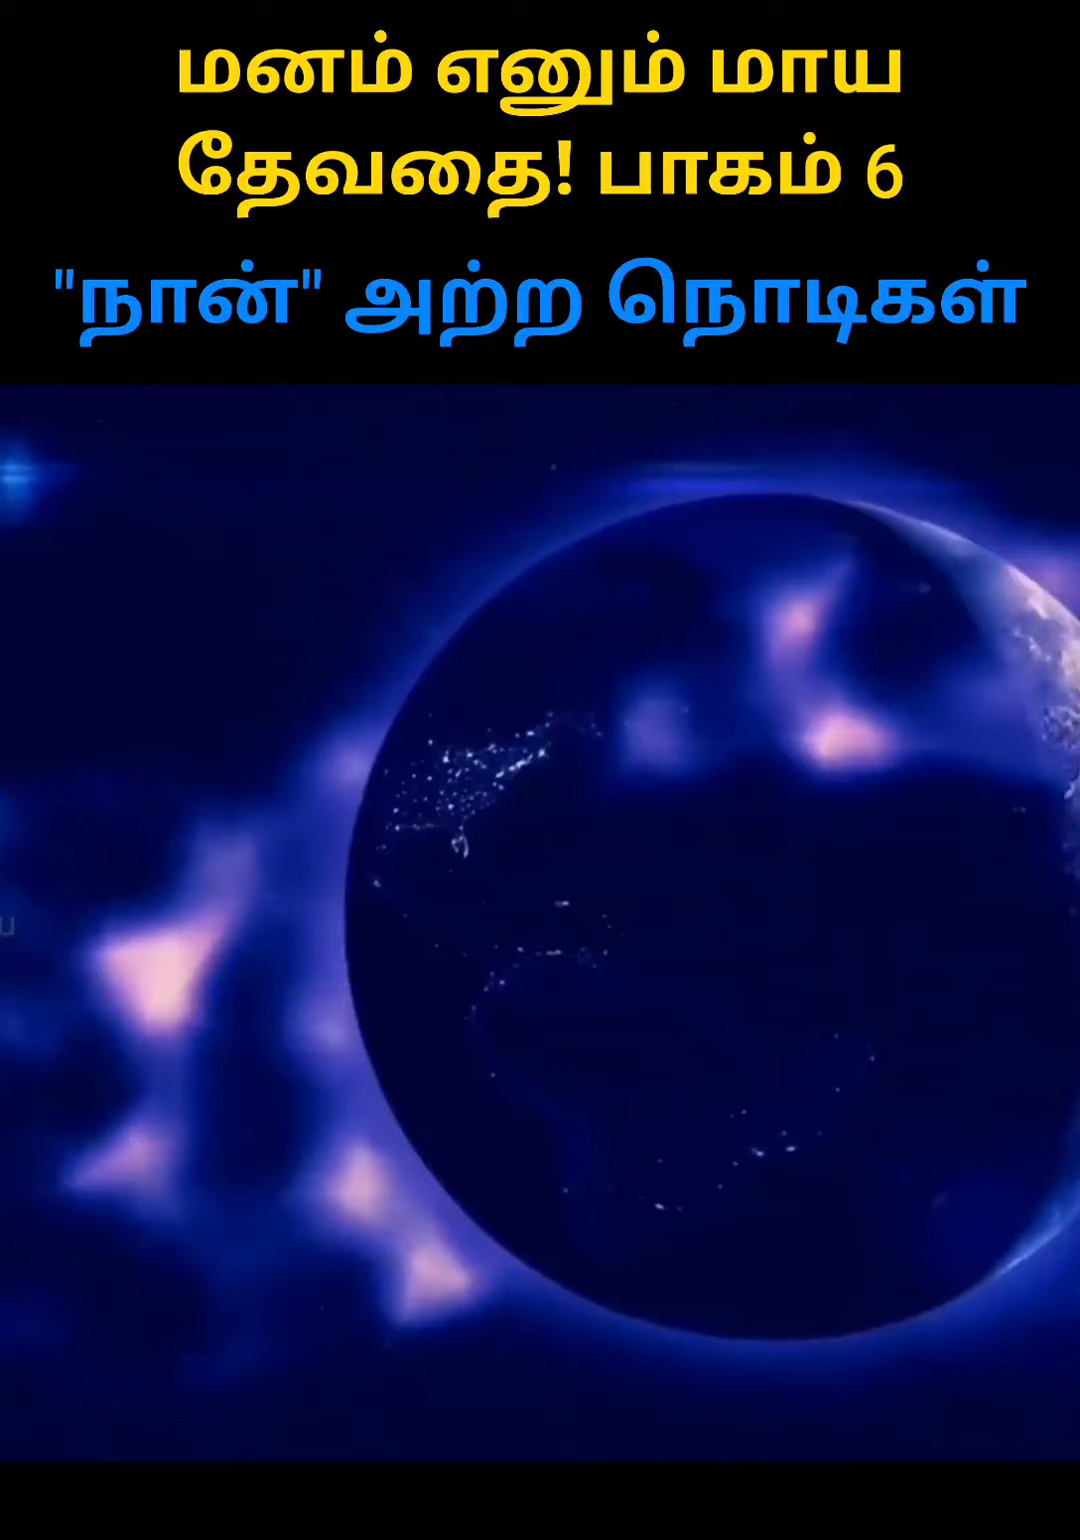 மனம் எனும் மாய
தேவதை! பாகம் 6
"நான்" அற்ற நொடிகள்